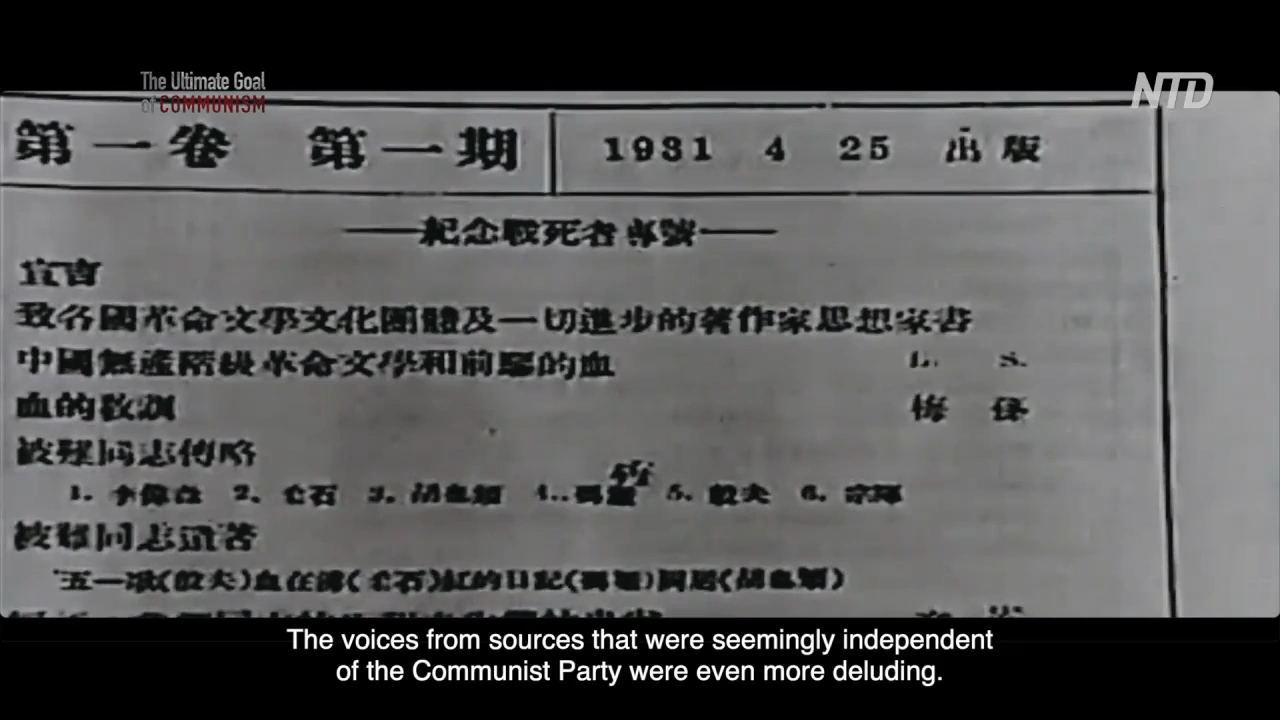 The Ultimate Goal
of COMMUNISM
NTD
第一卷 第一期
1931 4 25 出版
——紀念戰死者專號——
宣言
致各國革命文學文化團體及一切進步的著作家思想家書
中國無產階級革命文學和前驅的血 L. S.
血的教訓 梅孫
被難同志傳略
1. 李偉森 2. 柔石 3. 胡也頻 4. 馮鏗 5. 殷夫 6. 宗暉
被難同志遺著
五一歌(殷夫)血在沸(柔石)紅的日記(馮鏗)同居(胡也頻)
The voices from sources that were seemingly independent
of the Communist Party were even more deluding.